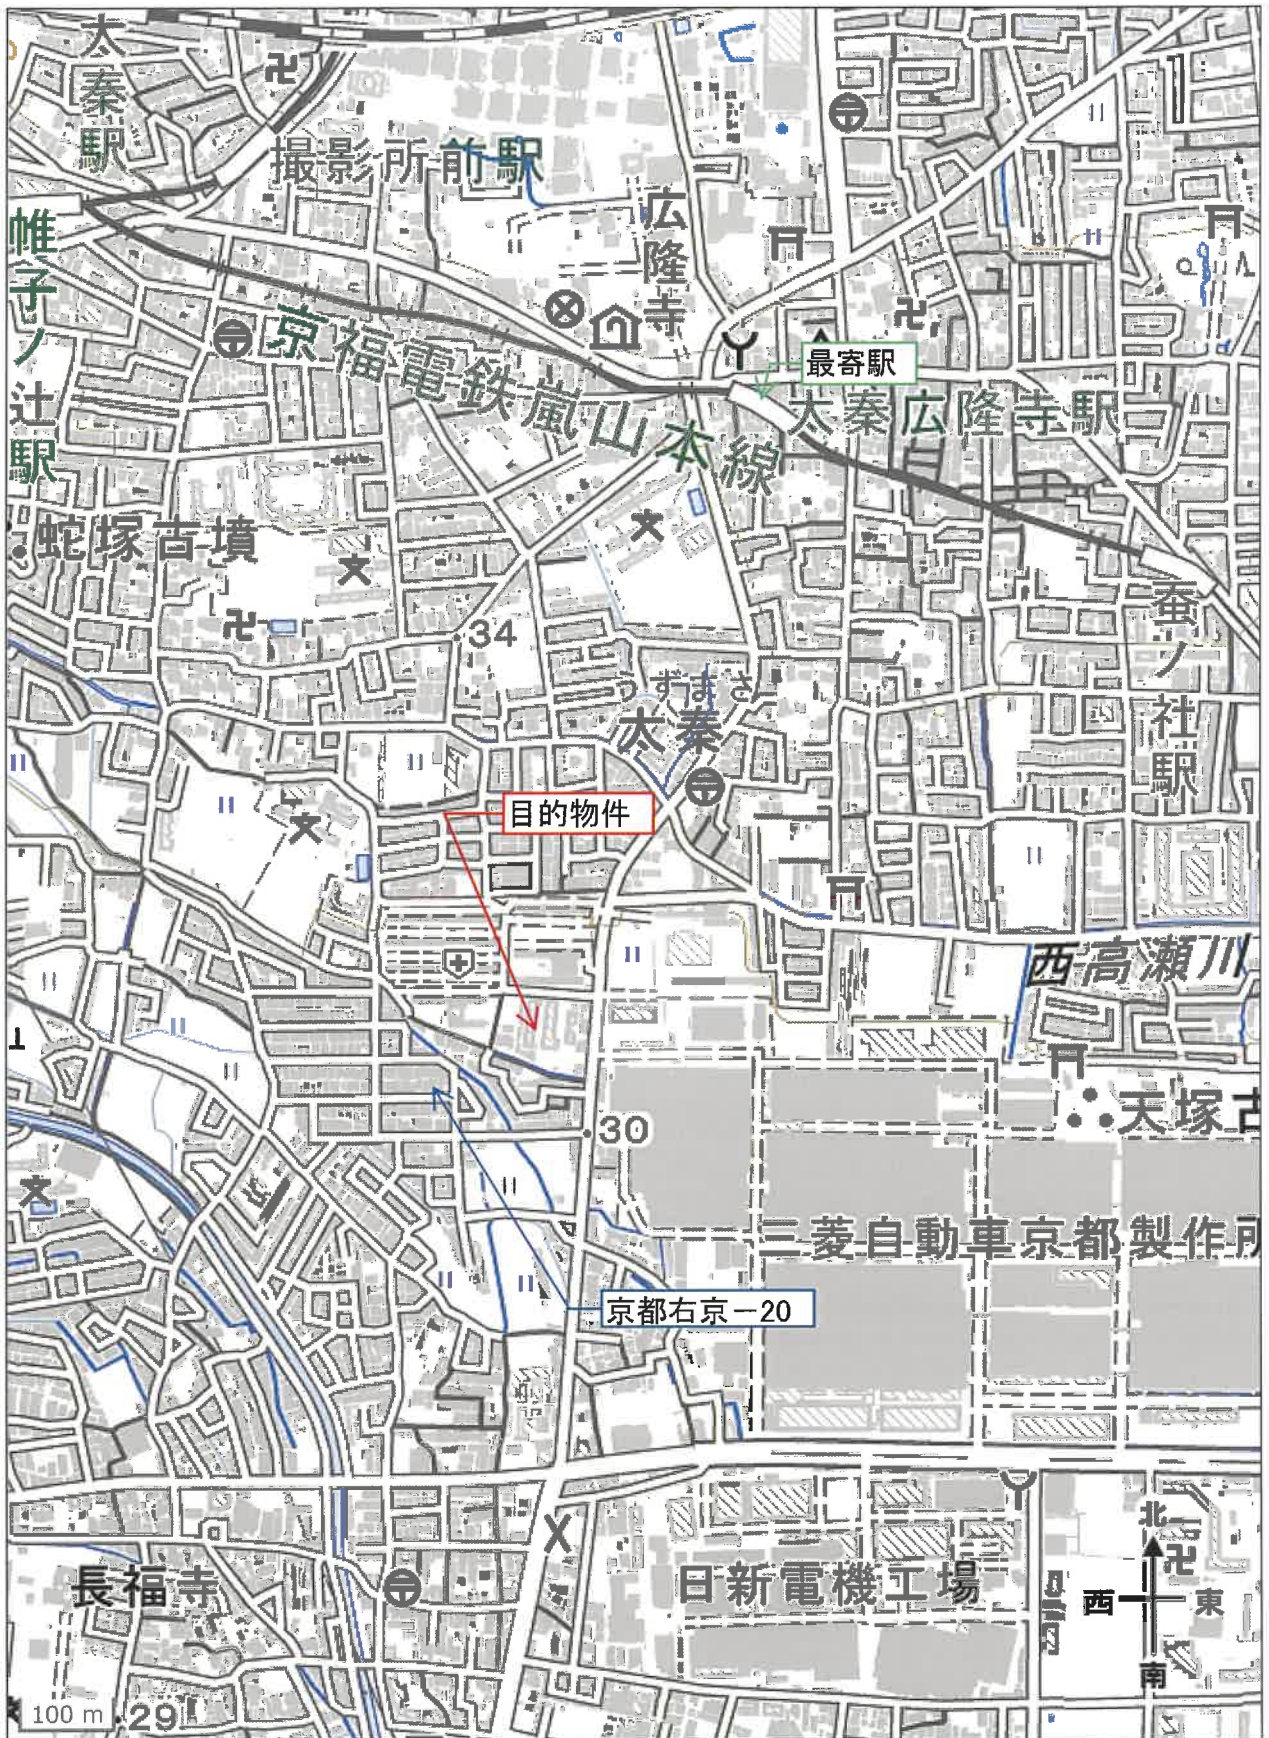 太秦駅
撮影所前駅
広隆寺
帷子ノ辻駅
京福電鉄嵐山本線
最寄駅
太秦広隆寺駅
蛇塚古墳
蚕ノ社駅
34
うずまさ
太秦
目的物件
西高瀬川
天塚古
30
三菱自動車京都製作所
京都右京－20
北
西
東
南
日新電機工場
長福寺
100 m
29